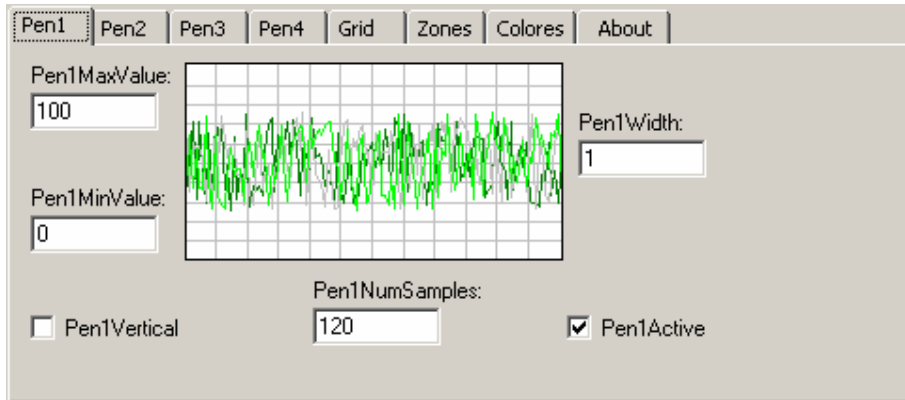 Pen1 Pen2 Pen3 Pen4 Grid Zones Colores About
Pen1MaxValue:
100
Pen1Width:
1
Pen1MinValue:
0
Pen1NumSamples:
120
Pen1Vertical
Pen1Active